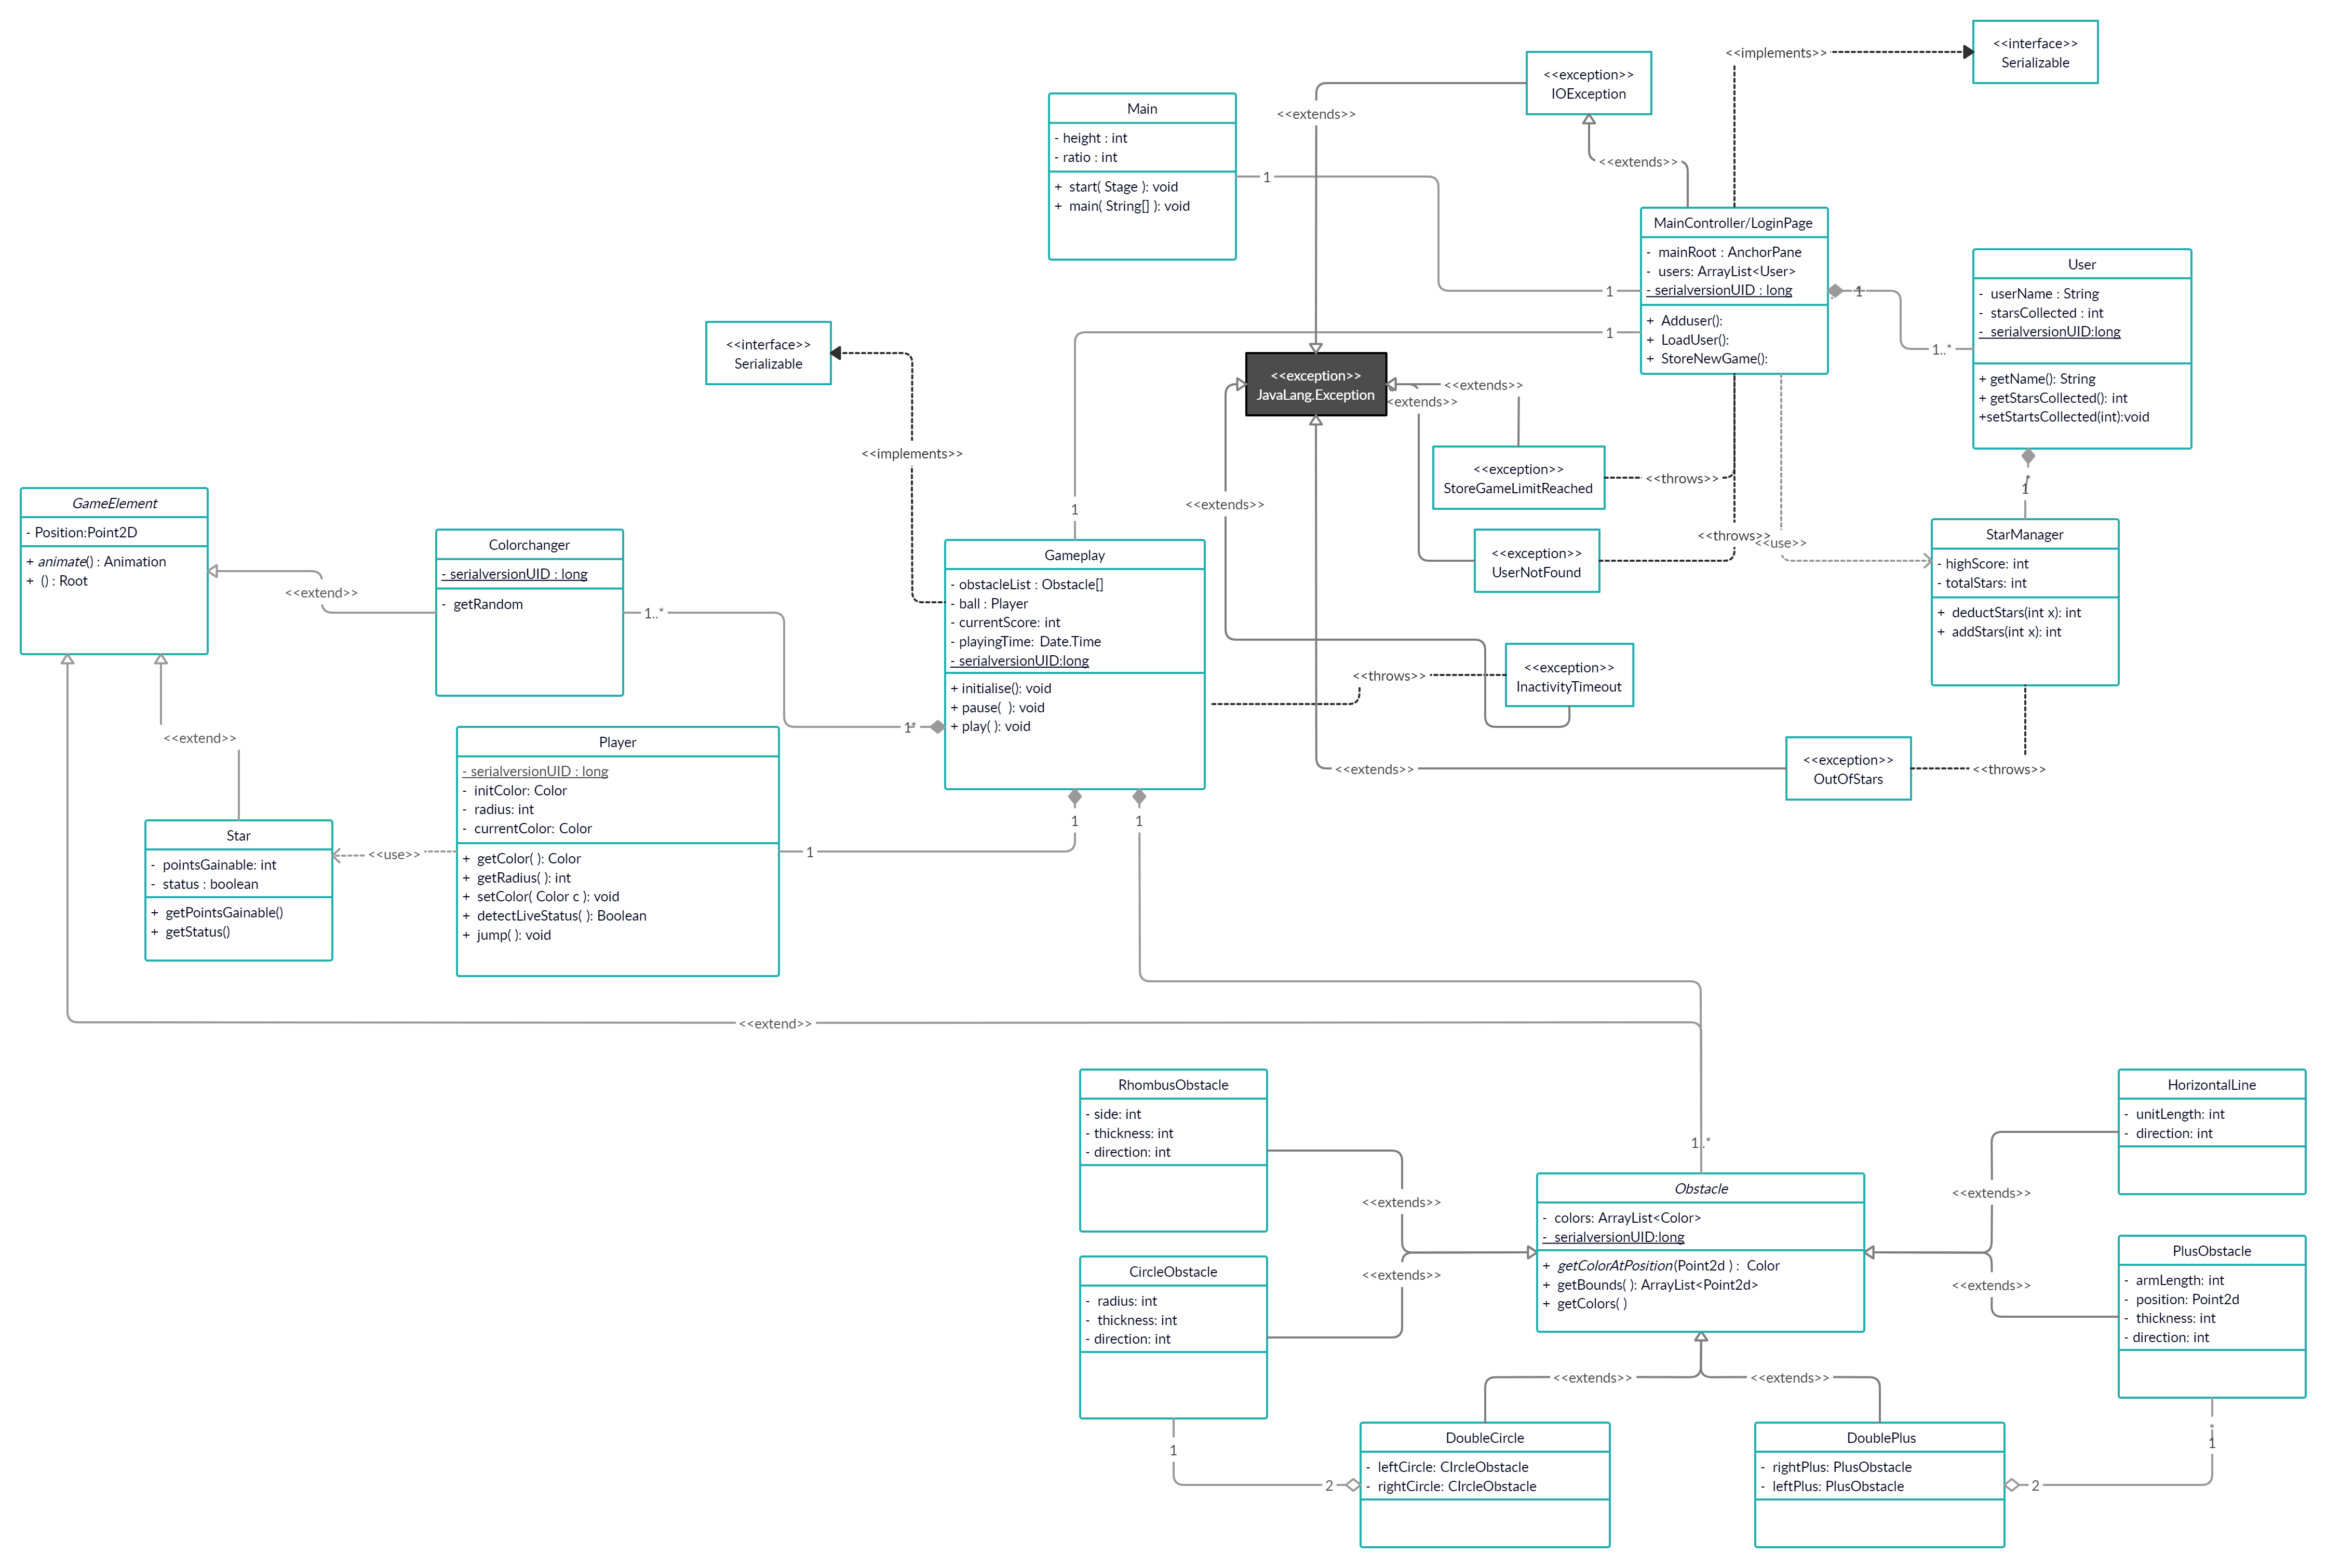 <<interface>>
Serializable
<<implements>>
<<exception>>
IOException
<<extends>>
<<extends>>
Main
- height : int
- ratio : int
+ start( Stage ): void
+ main( String[] ): void
1
1
MainController/LoginPage
- mainRoot : AnchorPane
- users: ArrayList<User>
- serialversionUID : long
+ Adduser():
+ LoadUser():
+ StoreNewGame():
1
1..*
User
- userName : String
- starsCollected : int
- serialversionUID:long
+ getName(): String
+ getStarsCollected(): int
+setStartsCollected(int):void
1
<<interface>>
Serializable
<<implements>>
<<exception>>
JavaLang.Exception
<<extends>>
<extends>>
<<extends>>
<<exception>>
StoreGameLimitReached
<<throws>>
<<exception>>
UserNotFound
<<throws>>
<<use>>
1
1
*
StarManager
- highScore: int
- totalStars: int
+ deductStars(int x): int
+ addStars(int x): int
GameElement
- Position:Point2D
+ animate() : Animation
+ () : Root
<<extend>>
Colorchanger
- serialversionUID : long
- getRandom
1..*
Gameplay
- obstacleList : Obstacle[]
- ball : Player
- currentScore: int
- playingTime: Date.Time
- serialversionUID:long
+ initialise(): void
+ pause( ): void
+ play( ): void
1*
<<throws>>
<<exception>>
InactivityTimeout
<<extends>>
<<exception>>
OutOfStars
<<throws>>
<<extend>>
Player
- serialversionUID : long
- initColor: Color
- radius: int
- currentColor: Color
+ getColor( ): Color
+ getRadius( ): int
+ setColor( Color c ): void
+ detectLiveStatus( ): Boolean
+ jump( ): void
1
1
1
Star
- pointsGainable: int
- status : boolean
+ getPointsGainable()
+ getStatus()
<<use>>
<<extend>>
1..*
RhombusObstacle
- side: int
- thickness: int
- direction: int
<<extends>>
CircleObstacle
- radius: int
- thickness: int
- direction: int
<<extends>>
Obstacle
- colors: ArrayList<Color>
- serialversionUID:long
+ getColorAtPosition(Point2d ) : Color
+ getBounds( ): ArrayList<Point2d>
+ getColors( )
HorizontalLine
- unitLength: int
- direction: int
<<extends>>
PlusObstacle
- armLength: int
- position: Point2d
- thickness: int
- direction: int
<<extends>>
<<extends>>
<<extends>>
DoubleCircle
- leftCircle: CIrcleObstacle
- rightCircle: CIrcleObstacle
1
2
DoublePlus
- rightPlus: PlusObstacle
- leftPlus: PlusObstacle
2
*
1